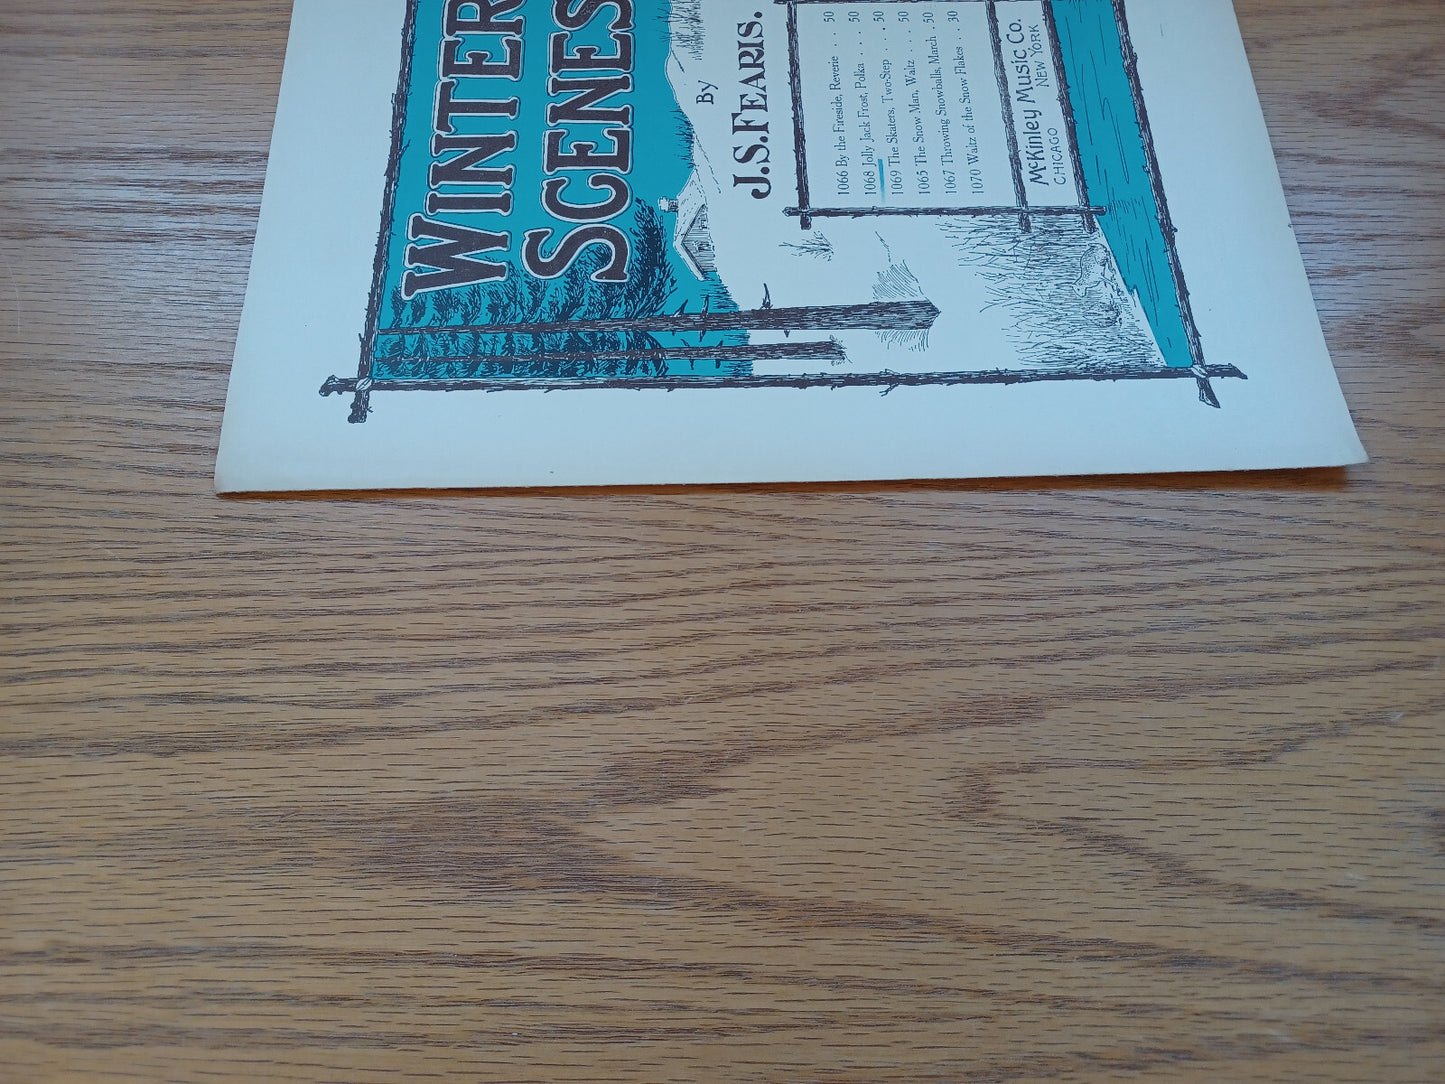 WINTER
SCENES
By
J.S. FEARIS.
1066 By the Fireside, Reverie . . 50
1068 Jolly Jack Frost, Polka . . . . 50
1069 The Skaters, Two-Step . . . . 50
1065 The Snow Man, Waltz . . . . 50
1067 Throwing Snowballs, March . 50
1070 Waltz of the Snow Flakes . . . 30
McKinley Music Co.
CHICAGO NEW YORK